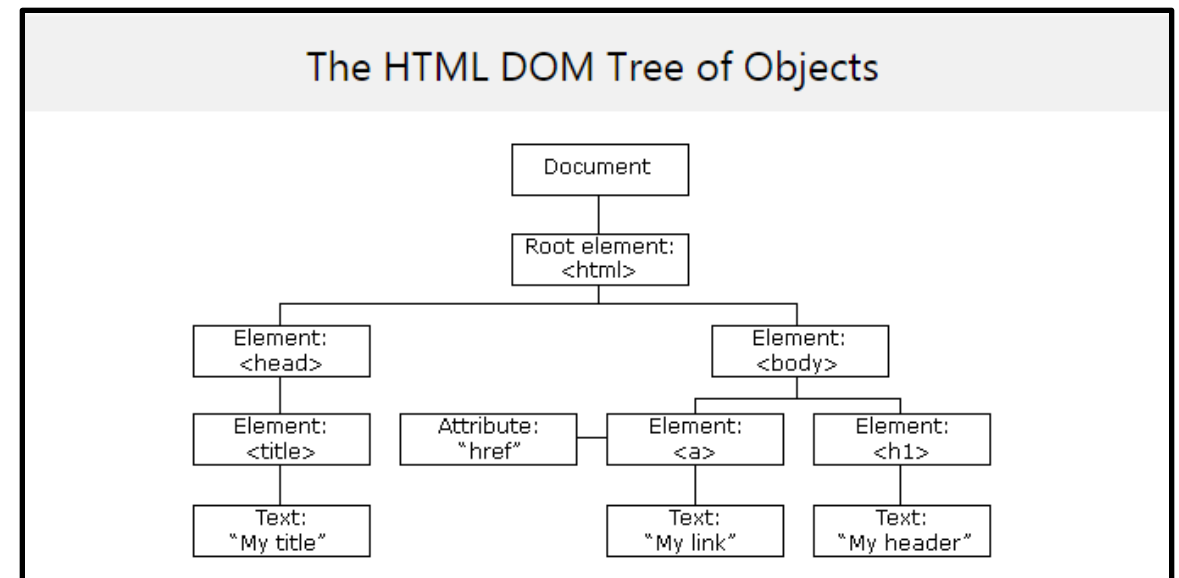 The HTML DOM Tree of Objects
Document
Root element:
<html>
Element:
<head>
Element:
<body>
Element:
<title>
Attribute:
"href"
Element:
<a>
Element:
<h1>
Text:
"My title"
Text:
"My link"
Text:
"My header"